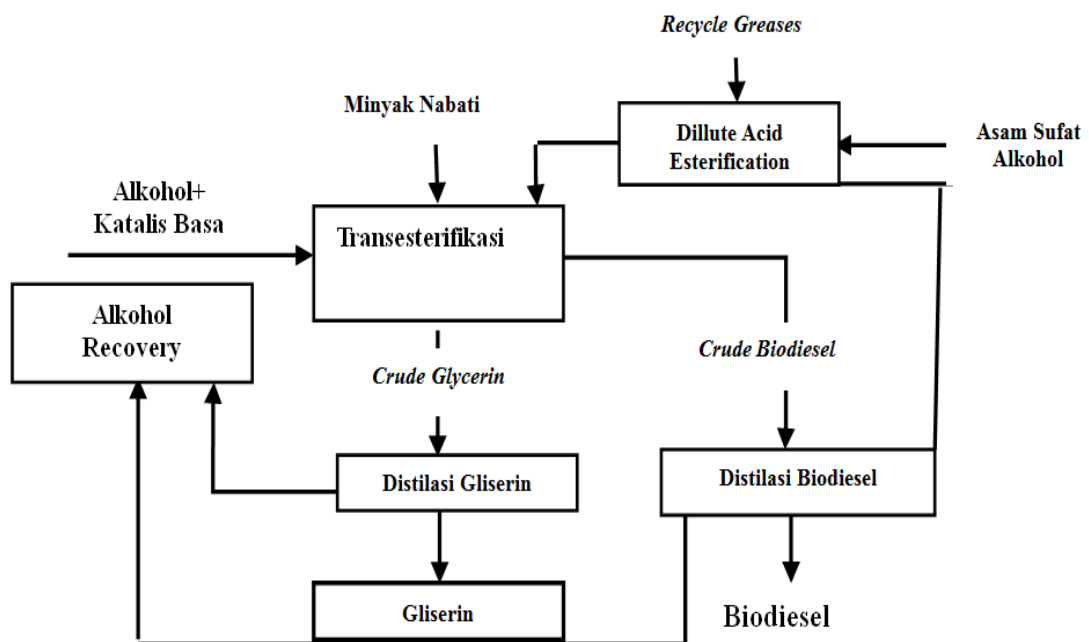 Recycle Greases
Minyak Nabati
Dillute Acid
Esterification
Asam Sufat
Alkohol
Alkohol+
Katalis Basa
Transesterifikasi
Alkohol
Recovery
Crude Glycerin
Crude Biodiesel
Distilasi Gliserin
Distilasi Biodiesel
Gliserin
Biodiesel